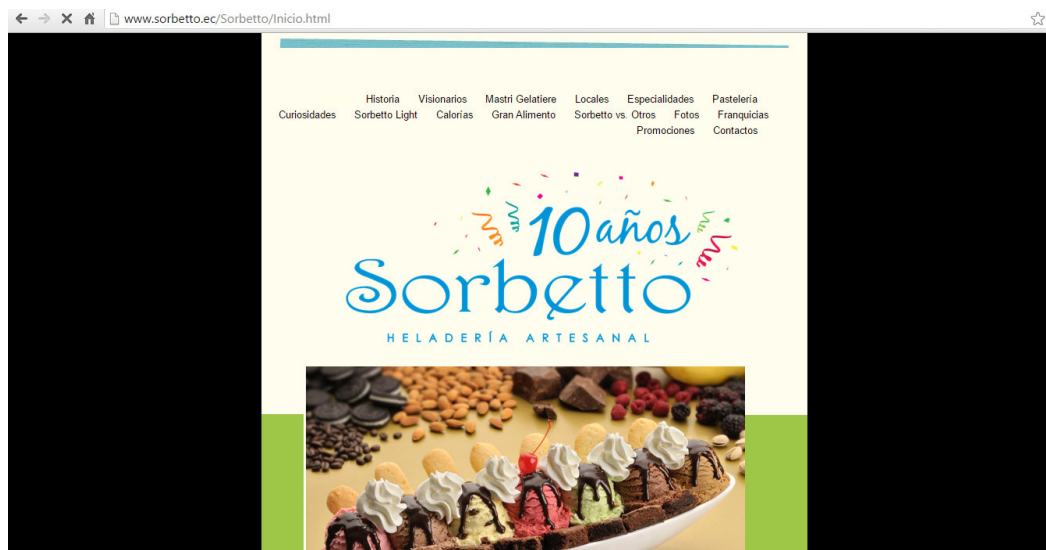 www.sorbetto.ec/Sorbetto/Inicio.html
Historia Visionarios Mastri Gelatiere Locales Especialidades Pastelería
Curiosidades Sorbetto Light Calorías Gran Alimento Sorbetto vs. Otros Fotos Franquicias
Promociones Contactos
10 años
Sorbetto
HELADERÍA ARTESANAL